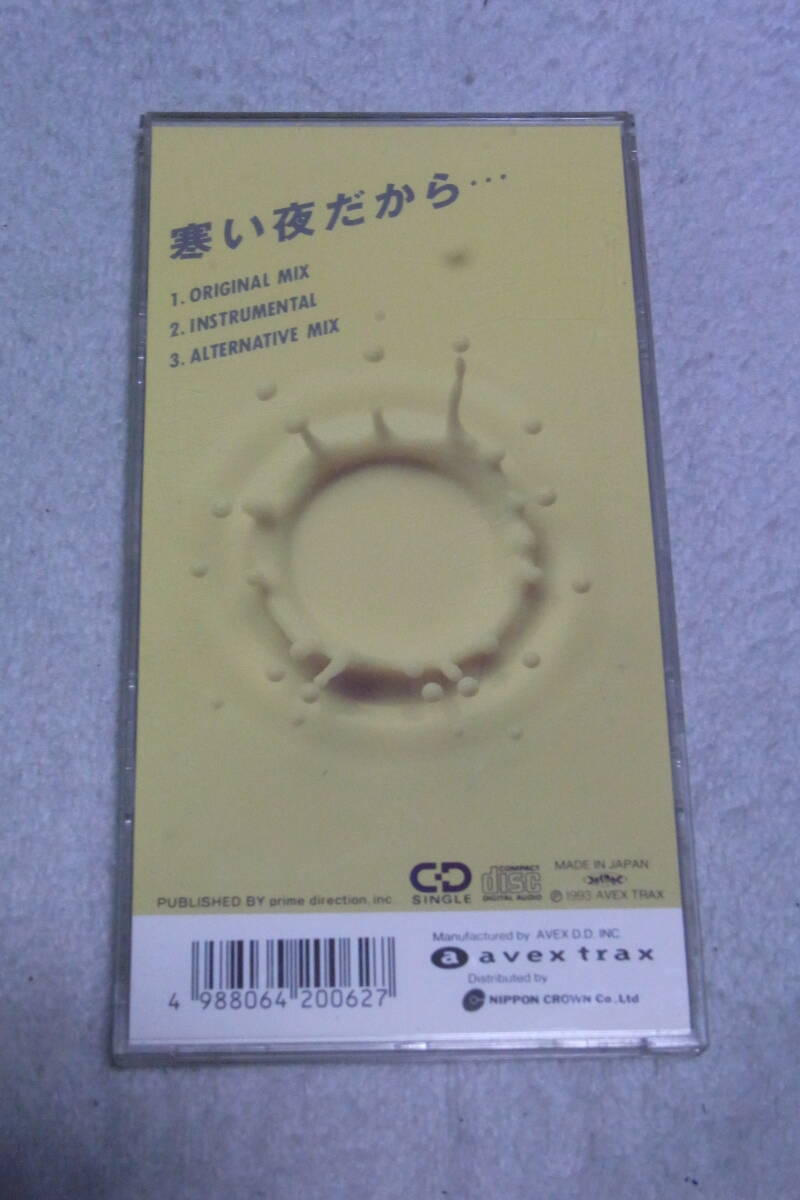 寒い夜だから…
1. ORIGINAL MIX
2. INSTRUMENTAL
3. ALTERNATIVE MIX
PUBLISHED BY prime direction, inc.
CD
SINGLE
COMPACT
disc
DIGITAL AUDIO
MADE IN JAPAN
Ⓟ 1993 AVEX TRAX
Manufactured by AVEX D.D. INC.
a avex trax
Distributed by
NIPPON CROWN Co.,Ltd
4 988064 200627